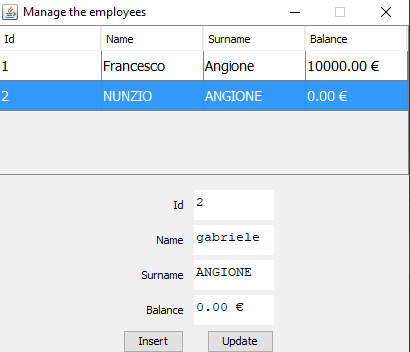 Manage the employees
Id Name Surname Balance
1 Francesco Angione 10000.00 €
2 NUNZIO ANGIONE 0.00 €
Id 2
Name gabriele
Surname ANGIONE
Balance 0.00 €
Insert Update